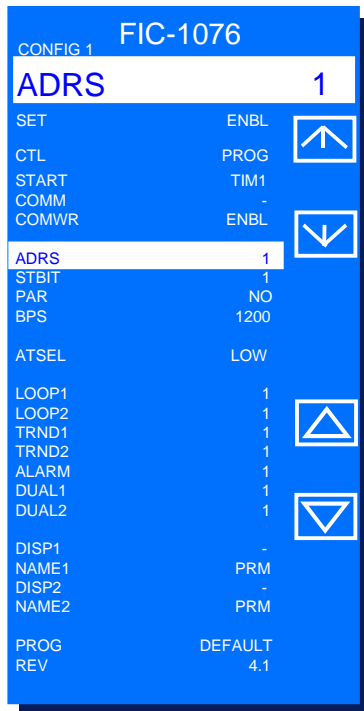 FIC-1076
CONFIG 1
ADRS 1
SET ENBL
CTL PROG
START TIM1
COMM -
COMWR ENBL
ADRS 1
STBIT 1
PAR NO
BPS 1200
ATSEL LOW
LOOP1 1
LOOP2 1
TRND1 1
TRND2 1
ALARM 1
DUAL1 1
DUAL2 1
DISP1 -
NAME1 PRM
DISP2 -
NAME2 PRM
PROG DEFAULT
REV 4.1